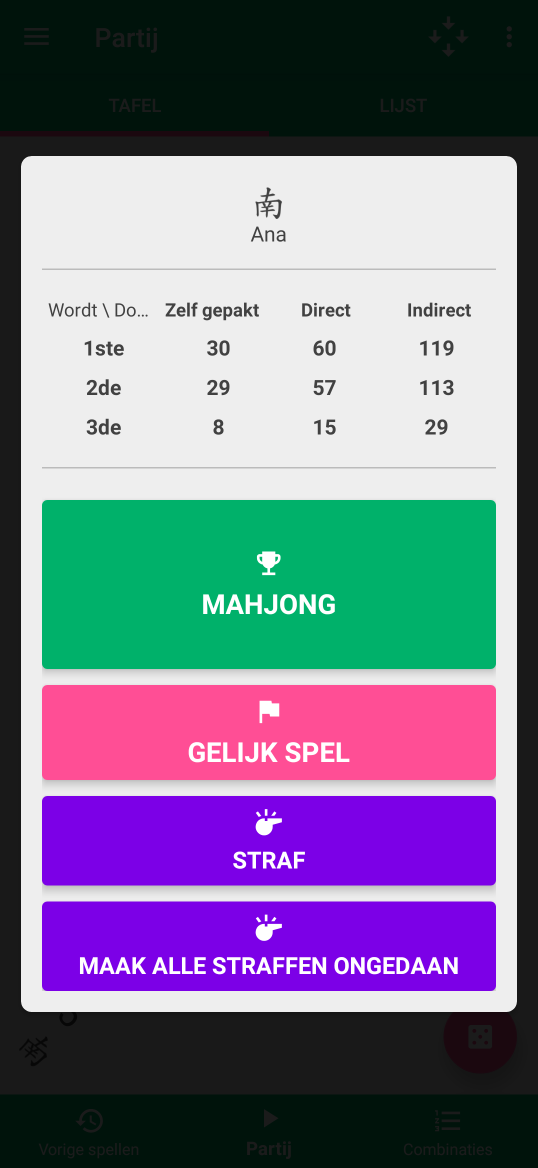 Partij
TAFEL LIJST
南
Ana
Wordt \ Do... Zelf gepakt Direct Indirect
1ste 30 60 119
2de 29 57 113
3de 8 15 29
MAHJONG
GELIJK SPEL
STRAF
MAAK ALLE STRAFFEN ONGEDAAN
南
Vorige spellen Partij Combinaties